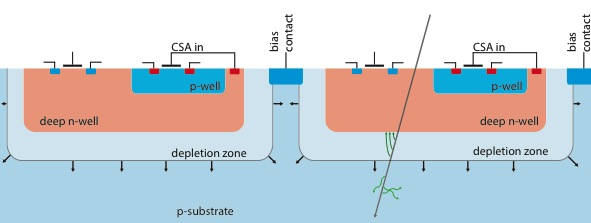 CSA in
bias
contact
p-well
deep n-well
depletion zone
CSA in
bias
contact
p-well
deep n-well
depletion zone
p-substrate